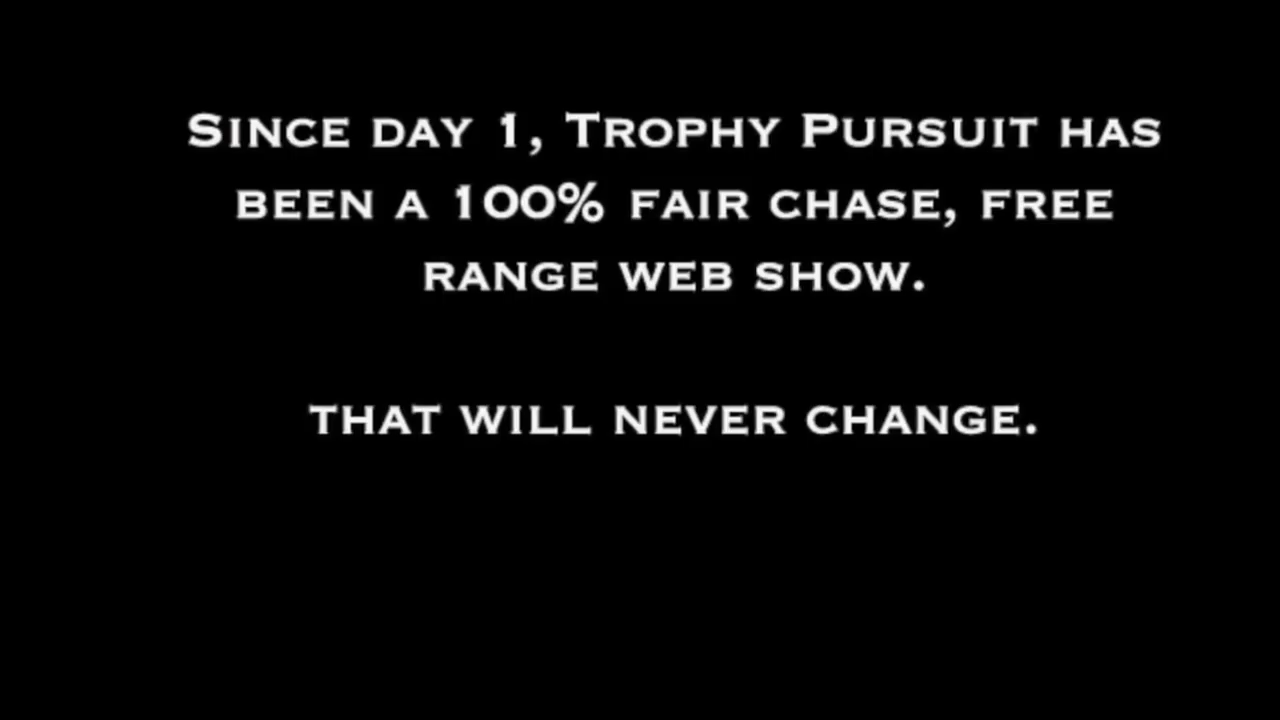 Since day 1, Trophy Pursuit has
been a 100% fair chase, free
range web show.
that will never change.